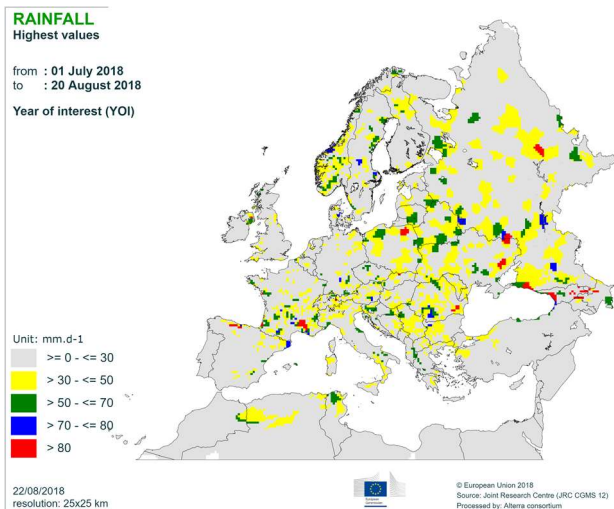 RAINFALL
Highest values
from : 01 July 2018
to : 20 August 2018
Year of interest (YOI)
Unit: mm.d-1
>= 0 - <= 30
> 30 - <= 50
> 50 - <= 70
> 70 - <= 80
> 80
22/08/2018
resolution: 25x25 km
European
Commission
© European Union 2018
Source: Joint Research Centre (JRC CGMS 12)
Processed by: Alterra consortium